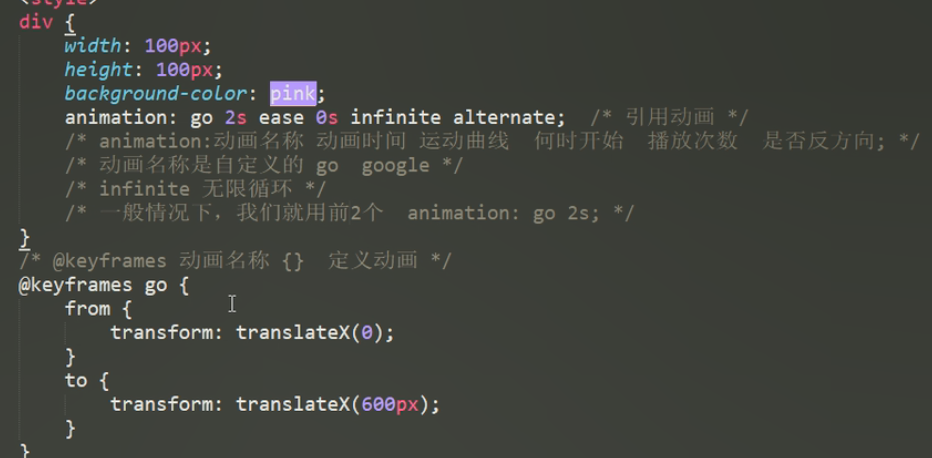 <style>
div {
    width: 100px;
    height: 100px;
    background-color: pink;
    animation: go 2s ease 0s infinite alternate;  /* 引用动画 */
    /* animation:动画名称 动画时间 运动曲线  何时开始  播放次数  是否反方向; */
    /* 动画名称是自定义的 go  google */
    /* infinite 无限循环 */
    /* 一般情况下，我们就用前2个  animation: go 2s; */
}
/* @keyframes 动画名称 {}  定义动画 */
@keyframes go {
    from {
        transform: translateX(0);
    }
    to {
        transform: translateX(600px);
    }
}